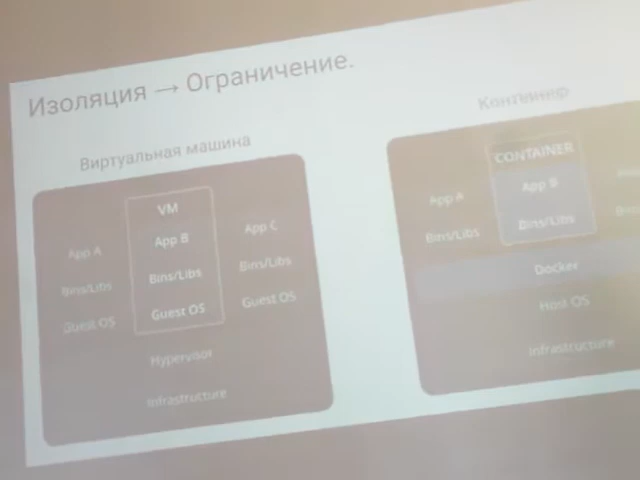 Изоляция → Ограничение.
Виртуальная машина
VM
App A
App B
App C
Bins/Libs
Bins/Libs
Bins/Libs
Guest OS
Guest OS
Guest OS
Hypervisor
Infrastructure
Контейнер
CONTAINER
App A
App B
Bins/Libs
Bins/Libs
Docker
Host OS
Infrastructure